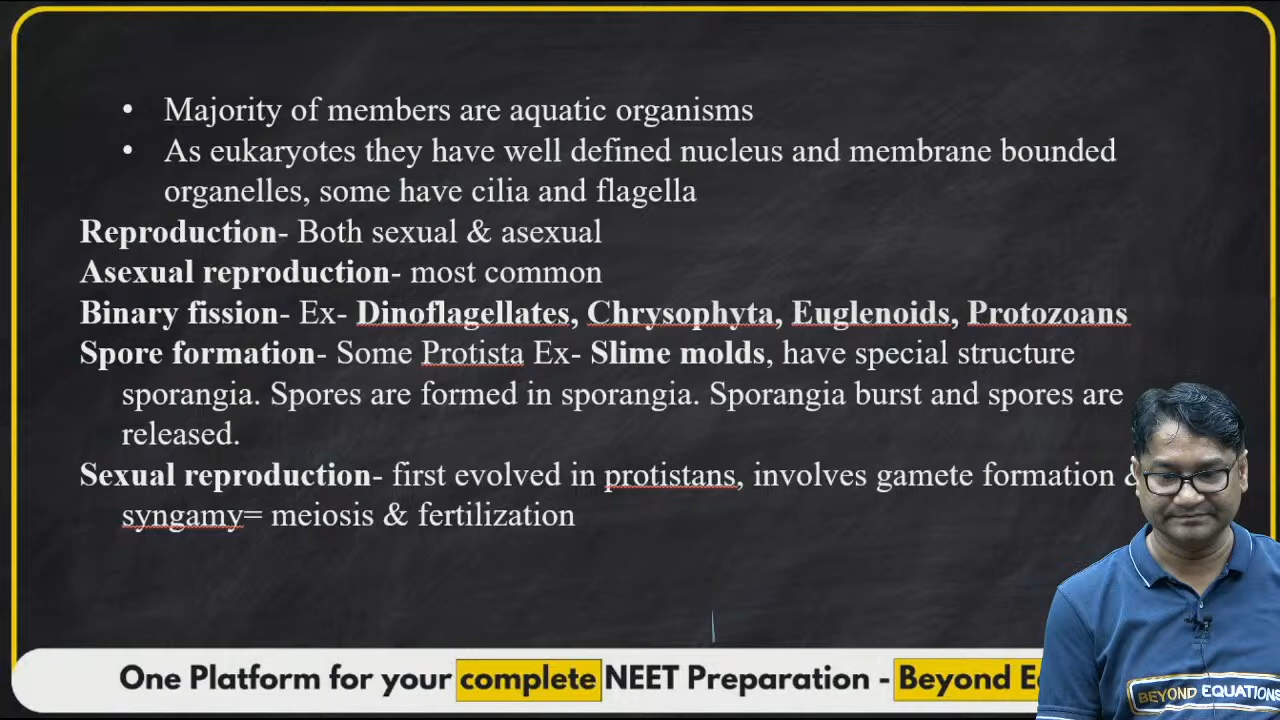 • Majority of members are aquatic organisms
• As eukaryotes they have well defined nucleus and membrane bounded
organelles, some have cilia and flagella
Reproduction- Both sexual & asexual
Asexual reproduction- most common
Binary fission- Ex- Dinoflagellates, Chrysophyta, Euglenoids, Protozoans
Spore formation- Some Protista Ex- Slime molds, have special structure
sporangia. Spores are formed in sporangia. Sporangia burst and spores are
released.
Sexual reproduction- first evolved in protistans, involves gamete formation &
syngamy= meiosis & fertilization
One Platform for your complete NEET Preparation - Beyond
BEYOND EQUATIONS